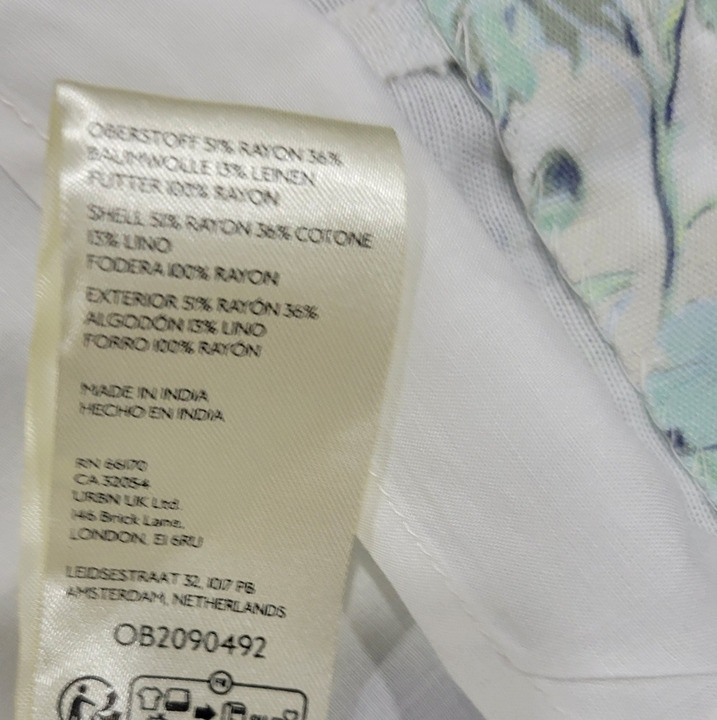 OBERSTOFF 51% RAYON 36%
BAUMWOLLE 13% LEINEN
FUTTER 100% RAYON
SHELL 51% RAYON 36% COTONE
13% LINO
FODERA 100% RAYON
EXTERIOR 51% RAYÓN 36%
ALGODÓN 13% LINO
FORRO 100% RAYÓN
MADE IN INDIA
HECHO EN INDIA
RN 66170
CA 32054
URBN UK Ltd.
146 Brick Lane,
LONDON. E1 6RU
LEIDSESTRAAT 32, 1017 PB
AMSTERDAM, NETHERLANDS
OB2090492
FR